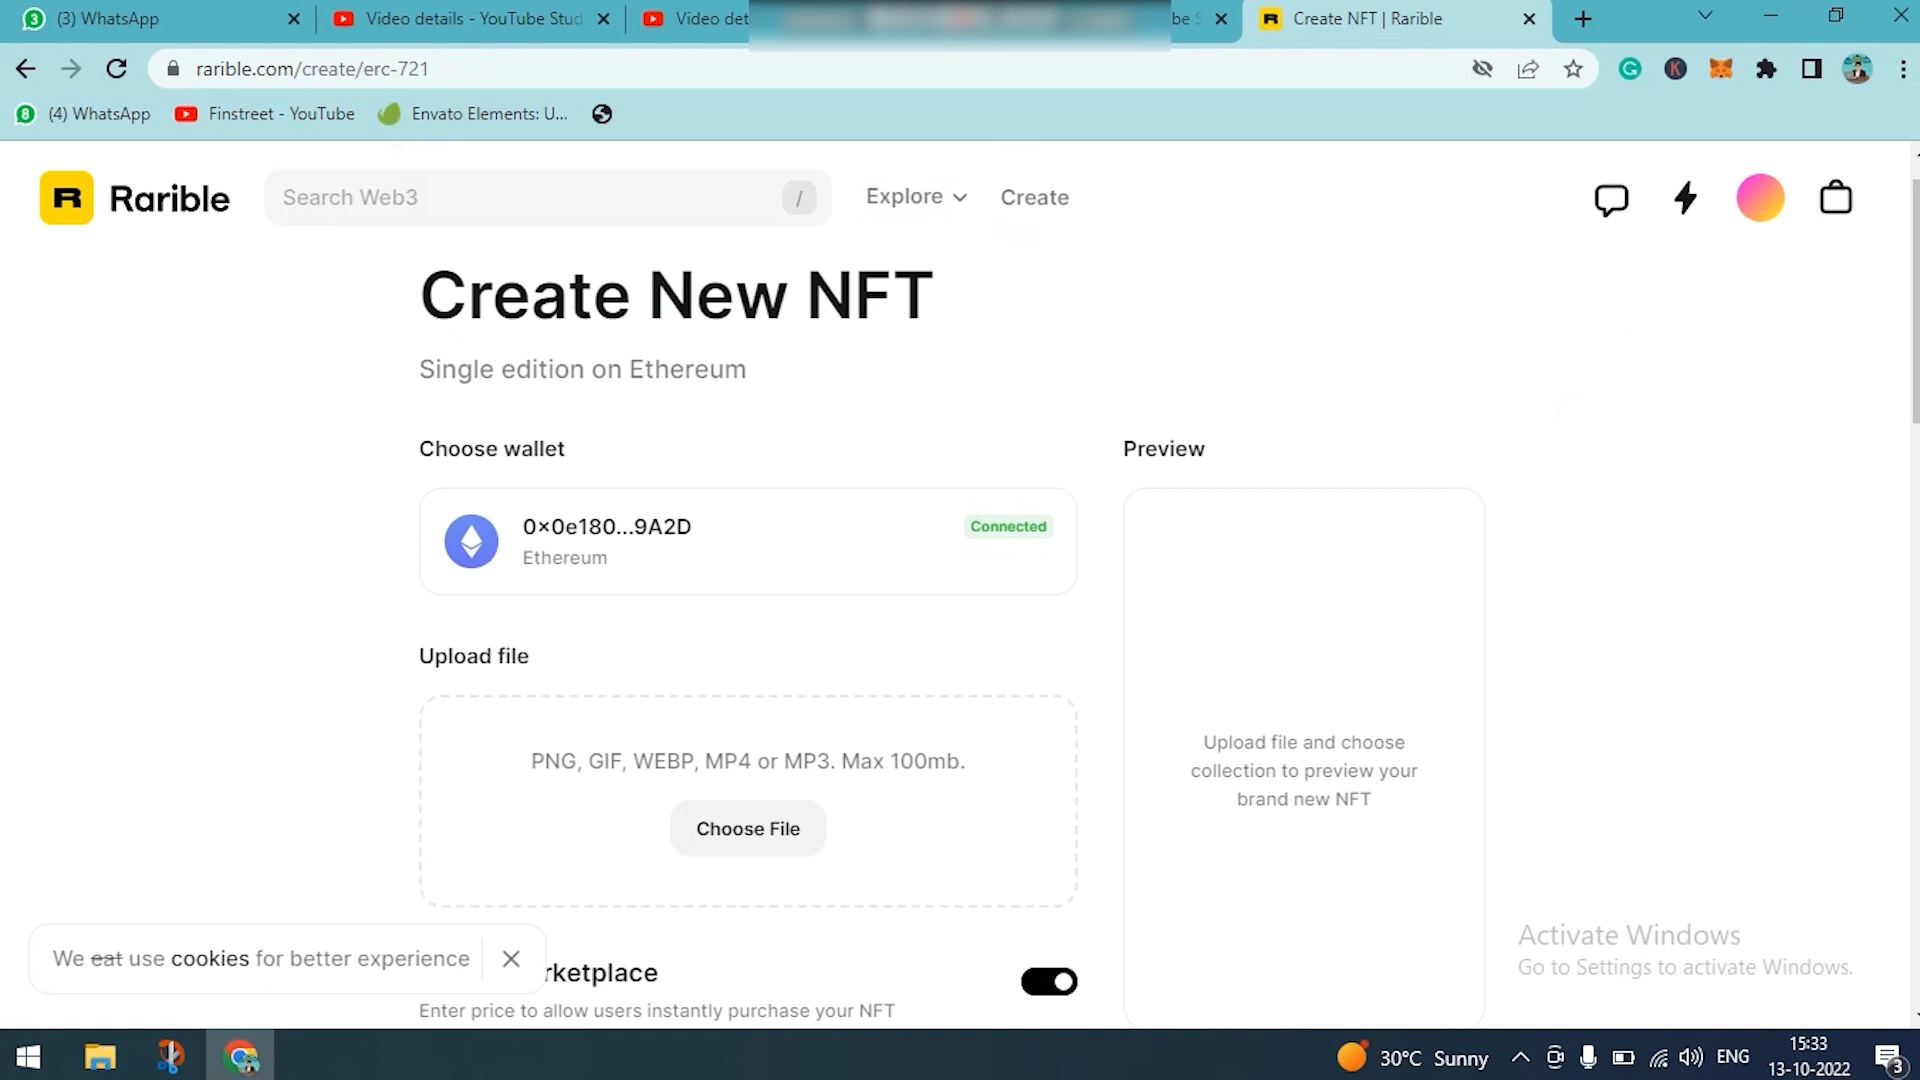 3 (3) WhatsApp
Video details - YouTube Stud
Video det
be S
R Create NFT | Rarible
rarible.com/create/erc-721
8 (4) WhatsApp
Finstreet - YouTube
Envato Elements: U...
R Rarible
Search Web3
/
Explore
Create
Create New NFT
Single edition on Ethereum
Choose wallet
0×0e180...9A2D
Connected
Ethereum
Upload file
PNG, GIF, WEBP, MP4 or MP3. Max 100mb.
Choose File
Preview
Upload file and choose
collection to preview your
brand new NFT
We eat use cookies for better experience
rketplace
Enter price to allow users instantly purchase your NFT
Activate Windows
Go to Settings to activate Windows.
30°C Sunny
ENG
15:33
13-10-2022
3